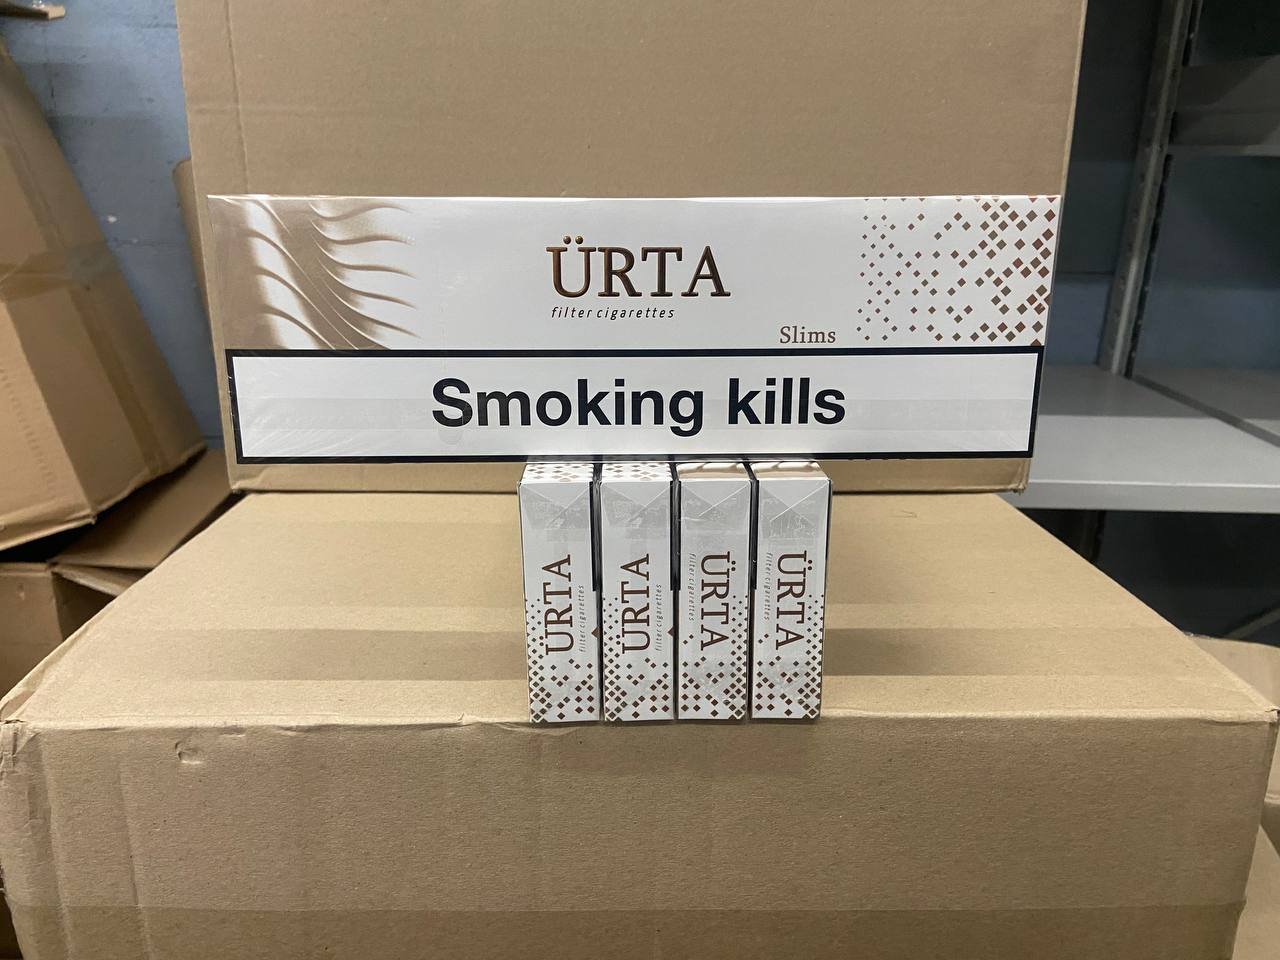 ÜRTA
filter cigarettes
Slims
Smoking kills
ÜRTA
filter cigarettes
ÜRTA
filter cigarettes
ÜRTA
filter cigarettes
ÜRTA
filter cigarettes